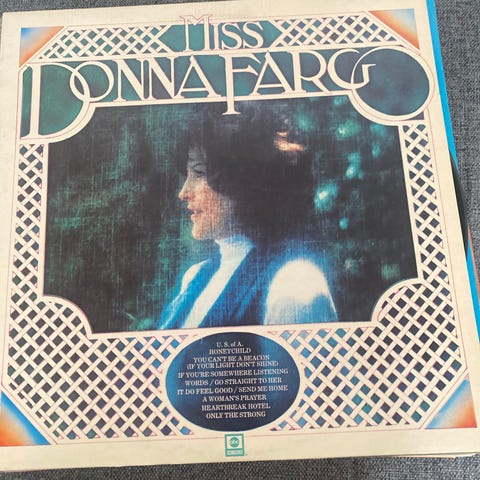 MISS
DONNA FARGO
U. S. of A.
HONEYCHILD
YOU CAN'T BE A BEACON
(IF YOUR LIGHT DON'T SHINE)
IF YOU'RE SOMEWHERE LISTENING
WORDS / GO STRAIGHT TO HER
IT DO FEEL GOOD / SEND ME HOME
A WOMAN'S PRAYER
HEARTBREAK HOTEL
ONLY THE STRONG
abc